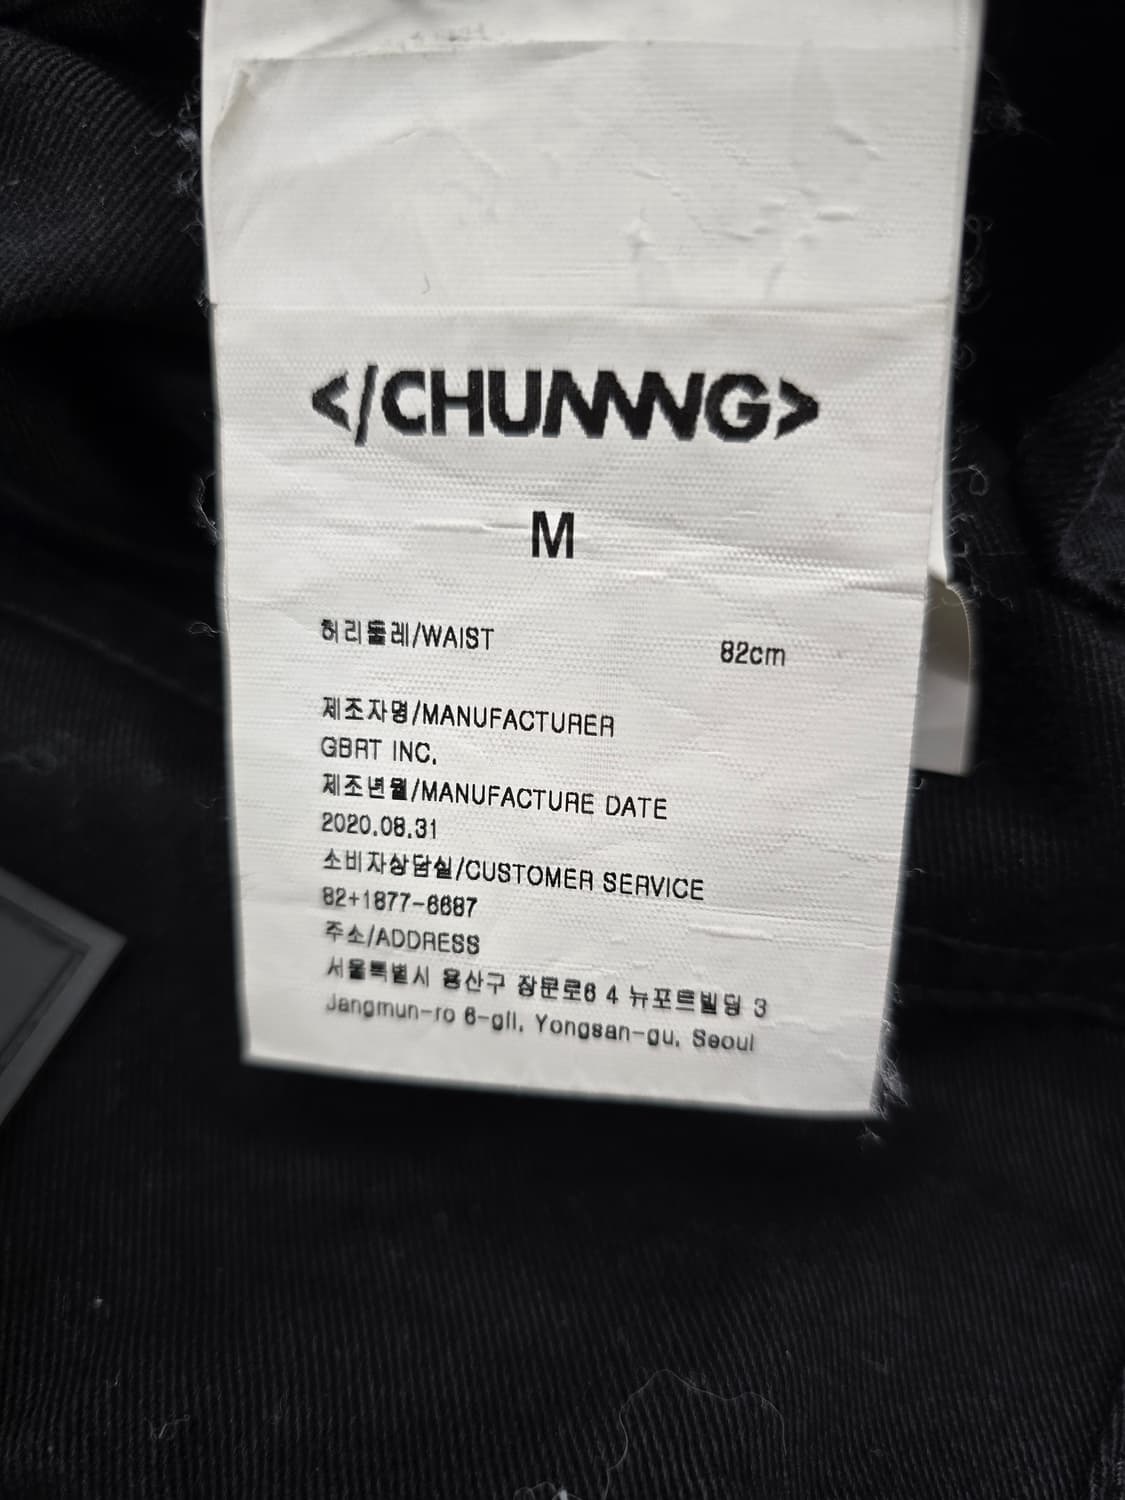 </CHUNNNG>
M
허리둘레/WAIST 82cm
제조자명/MANUFACTURER
GBRT INC.
제조년월/MANUFACTURE DATE
2020.08.31
소비자상담실/CUSTOMER SERVICE
82+1877-6687
주소/ADDRESS
서울특별시 용산구 장문로6 4 뉴포트빌딩 3
Jangmun-ro 6-gil, Yongsan-gu, Seoul